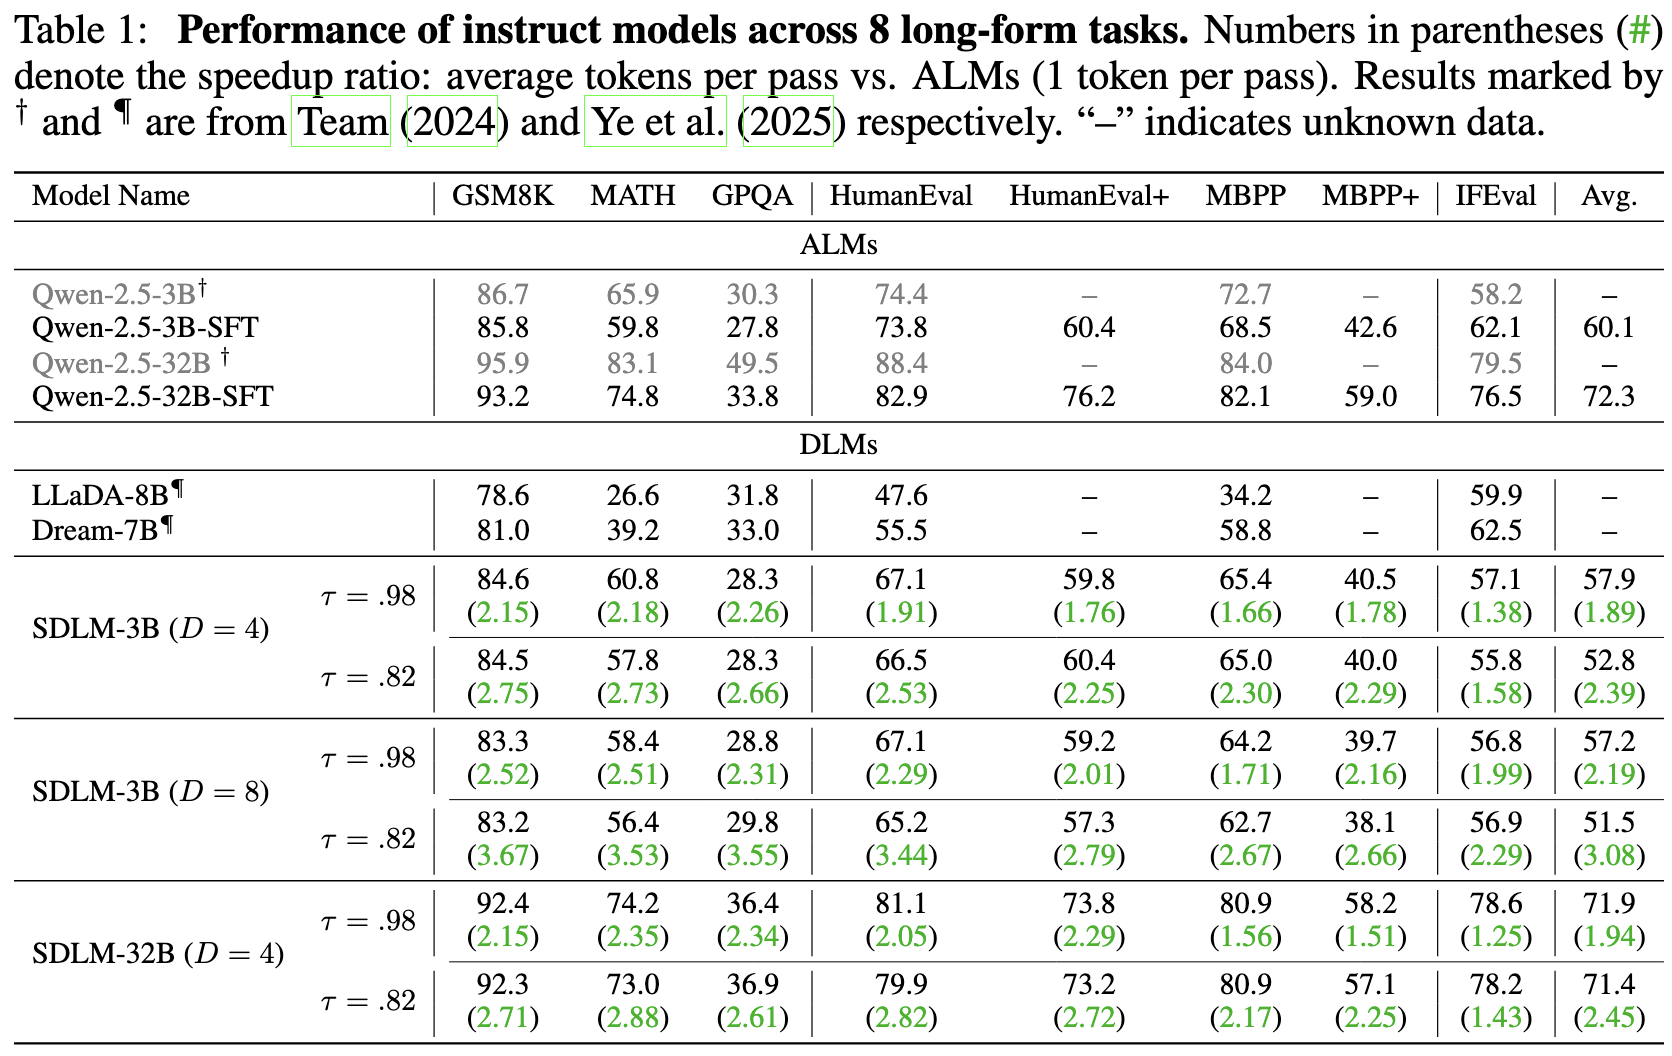 Table 1: Performance of instruct models across 8 long-form tasks. Numbers in parentheses (#)
denote the speedup ratio: average tokens per pass vs. ALMs (1 token per pass). Results marked by
† and ¶ are from Team (2024) and Ye et al. (2025) respectively. “–” indicates unknown data.
Model Name GSM8K MATH GPQA HumanEval HumanEval+ MBPP MBPP+ IFEval Avg.
ALMs
Qwen-2.5-3B† 86.7 65.9 30.3 74.4 – 72.7 – 58.2 –
Qwen-2.5-3B-SFT 85.8 59.8 27.8 73.8 60.4 68.5 42.6 62.1 60.1
Qwen-2.5-32B † 95.9 83.1 49.5 88.4 – 84.0 – 79.5 –
Qwen-2.5-32B-SFT 93.2 74.8 33.8 82.9 76.2 82.1 59.0 76.5 72.3
DLMs
LLaDA-8B¶ 78.6 26.6 31.8 47.6 – 34.2 – 59.9 –
Dream-7B¶ 81.0 39.2 33.0 55.5 – 58.8 – 62.5 –
SDLM-3B (D = 4)
τ = .98 84.6 60.8 28.3 67.1 59.8 65.4 40.5 57.1 57.9
(2.15) (2.18) (2.26) (1.91) (1.76) (1.66) (1.78) (1.38) (1.89)
τ = .82 84.5 57.8 28.3 66.5 60.4 65.0 40.0 55.8 52.8
(2.75) (2.73) (2.66) (2.53) (2.25) (2.30) (2.29) (1.58) (2.39)
SDLM-3B (D = 8)
τ = .98 83.3 58.4 28.8 67.1 59.2 64.2 39.7 56.8 57.2
(2.52) (2.51) (2.31) (2.29) (2.01) (1.71) (2.16) (1.99) (2.19)
τ = .82 83.2 56.4 29.8 65.2 57.3 62.7 38.1 56.9 51.5
(3.67) (3.53) (3.55) (3.44) (2.79) (2.67) (2.66) (2.29) (3.08)
SDLM-32B (D = 4)
τ = .98 92.4 74.2 36.4 81.1 73.8 80.9 58.2 78.6 71.9
(2.15) (2.35) (2.34) (2.05) (2.29) (1.56) (1.51) (1.25) (1.94)
τ = .82 92.3 73.0 36.9 79.9 73.2 80.9 57.1 78.2 71.4
(2.71) (2.88) (2.61) (2.82) (2.72) (2.17) (2.25) (1.43) (2.45)